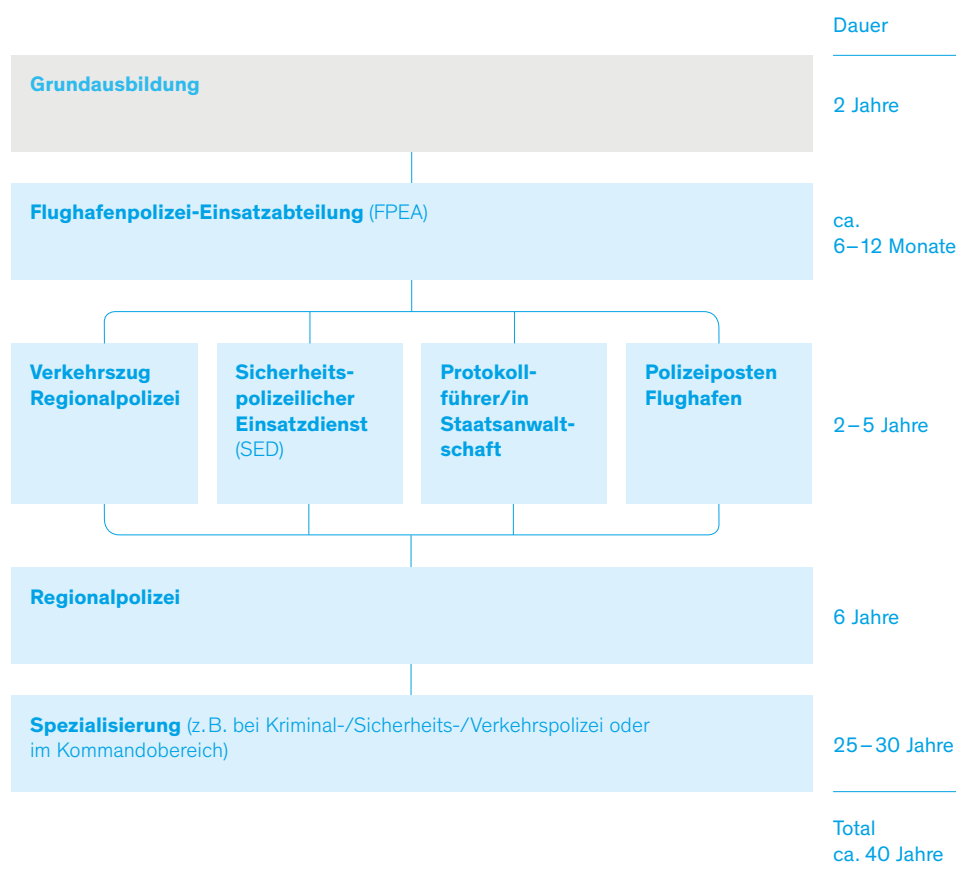 Dauer
Grundausbildung
2 Jahre
Flughafenpolizei-Einsatzabteilung (FPEA)
ca.
6–12 Monate
Verkehrszug
Regionalpolizei
Sicherheits-
polizeilicher
Einsatzdienst
(SED)
Protokoll-
führer/in
Staatsanwalt-
schaft
Polizeiposten
Flughafen
2–5 Jahre
Regionalpolizei
6 Jahre
Spezialisierung (z.B. bei Kriminal-/Sicherheits-/Verkehrspolizei oder
im Kommandobereich)
25–30 Jahre
Total
ca. 40 Jahre